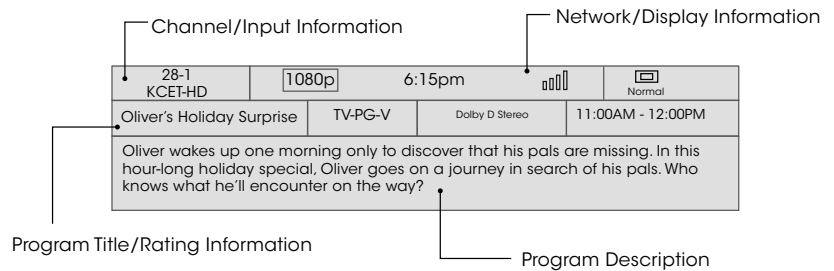 Channel/Input Information
Network/Display Information
28-1
KCET-HD
1080p
6:15pm
Normal
Oliver's Holiday Surprise
TV-PG-V
Dolby D Stereo
11:00AM - 12:00PM
Oliver wakes up one morning only to discover that his pals are missing. In this
hour-long holiday special, Oliver goes on a journey in search of his pals. Who
knows what he'll encounter on the way?
Program Title/Rating Information
Program Description